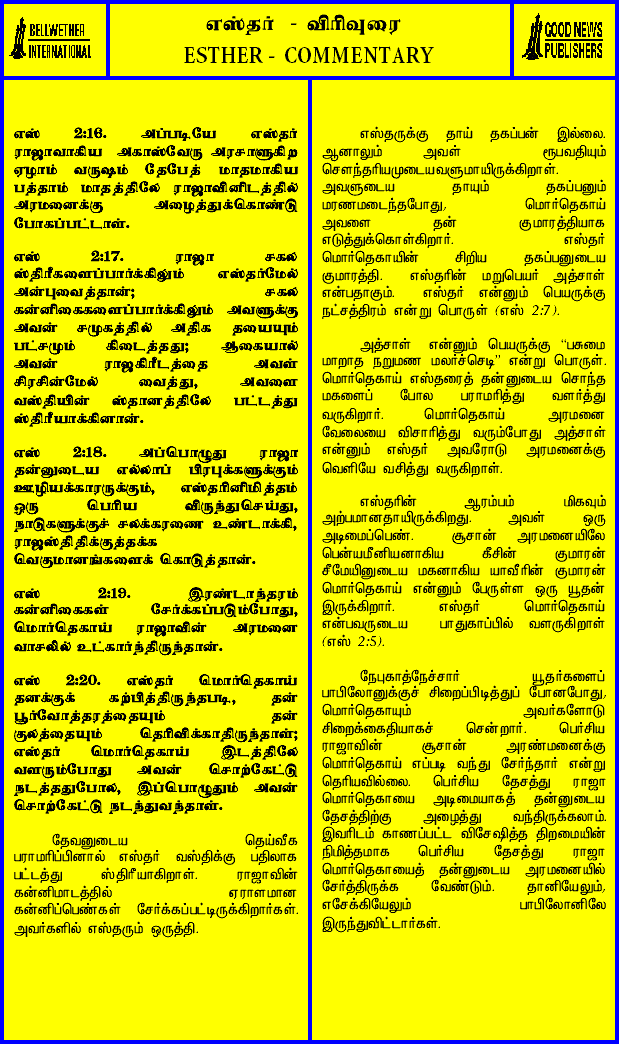 BELLWETHER
INTERNATIONAL
எஸ்தர் - விரிவுரை
ESTHER - COMMENTARY
GOOD NEWS
PUBLISHERS
எஸ் 2:16. அப்படியே எஸ்தர்
ராஜாவாகிய அகாஸ்வேரு அரசாளுகிற
ஏழாம் வருஷம் தேபேத் மாதமாகிய
பத்தாம் மாதத்திலே ராஜாவினிடத்தில்
அரமனைக்கு அழைத்துக்கொண்டு
போகப்பட்டாள்.
எஸ் 2:17. ராஜா சகல
ஸ்திரீகளைப்பார்க்கிலும் எஸ்தர்மேல்
அன்புவைத்தான்; சகல
கன்னிகைகளைப்பார்க்கிலும் அவளுக்கு
அவன் சமுகத்தில் அதிக தயையும்
பட்சமும் கிடைத்தது; ஆகையால்
அவன் ராஜகிரீடத்தை அவள்
சிரசின்மேல் வைத்து, அவளை
வஸ்தியின் ஸ்தானத்திலே பட்டத்து
ஸ்திரீயாக்கினான்.
எஸ் 2:18. அப்பொழுது ராஜா
தன்னுடைய எல்லாப் பிரபுக்களுக்கும்
ஊழியக்காரருக்கும், எஸ்தரினிமித்தம்
ஒரு பெரிய விருந்துசெய்து,
நாடுகளுக்குச் சலக்கரணை உண்டாக்கி,
ராஜஸ்திதிக்குத்தக்க
வெகுமானங்களைக் கொடுத்தான்.
எஸ் 2:19. இரண்டாந்தரம்
கன்னிகைகள் சேர்க்கப்படும்போது,
மொர்தெகாய் ராஜாவின் அரமனை
வாசலில் உட்கார்ந்திருந்தான்.
எஸ் 2:20. எஸ்தர் மொர்தெகாய்
தனக்குக் கற்பித்திருந்தபடி, தன்
பூர்வோத்தரத்தையும் தன்
குலத்தையும் தெரிவிக்காதிருந்தாள்;
எஸ்தர் மொர்தெகாய் இடத்திலே
வளரும்போது அவன் சொற்கேட்டு
நடத்ததுபோல, இப்பொழுதும் அவன்
சொற்கேட்டு நடந்துவந்தாள்.
தேவனுடைய தெய்வீக
பராமரிப்பினால் எஸ்தர் வஸ்திக்கு பதிலாக
பட்டத்து ஸ்திரீயாகிறாள். ராஜாவின்
கன்னிமாடத்தில் ஏராளமான
கன்னிப்பெண்கள் சேர்க்கப்பட்டிருக்கிறார்கள்.
அவர்களில் எஸ்தரும் ஒருத்தி.
எஸ்தருக்கு தாய் தகப்பன் இல்லை.
ஆனாலும் அவள் ரூபவதியும்
சௌந்தரியமுடையவளுமாயிருக்கிறாள்.
அவளுடைய தாயும் தகப்பனும்
மரணமடைந்தபோது, மொர்தெகாய்
அவளை தன் குமாரத்தியாக
எடுத்துக்கொள்கிறார். எஸ்தர்
மொர்தெகாயின் சிறிய தகப்பனுடைய
குமாரத்தி. எஸ்தரின் மறுபெயர் அத்சாள்
என்பதாகும். எஸ்தர் என்னும் பெயருக்கு
நட்சத்திரம் என்று பொருள் (எஸ் 2:7).
அத்சாள் என்னும் பெயருக்கு “பசுமை
மாறாத நறுமண மலர்ச்செடி” என்று பொருள்.
மொர்தெகாய் எஸ்தரைத் தன்னுடைய சொந்த
மகளைப் போல பராமரித்து வளர்த்து
வருகிறார். மொர்தெகாய் அரமனை
வேலையை விசாரித்து வரும்போது அத்சாள்
என்னும் எஸ்தர் அவரோடு அரமனைக்கு
வெளியே வசித்து வருகிறாள்.
எஸ்தரின் ஆரம்பம் மிகவும்
அற்பமானதாயிருக்கிறது. அவள் ஒரு
அடிமைப்பெண். சூசான் அரமனையிலே
பென்யமீனியனாகிய கீசின் குமாரன்
சீமேயினுடைய மகனாகிய யாவீரின் குமாரன்
மொர்தெகாய் என்னும் பேருள்ள ஒரு யூதன்
இருக்கிறார். எஸ்தர் மொர்தெகாய்
என்பவருடைய பாதுகாப்பில் வளருகிறாள்
(எஸ் 2:5).
நேபுகாத்நேச்சார் யூதர்களைப்
பாபிலோனுக்குச் சிறைப்பிடித்துப் போனபோது,
மொர்தெகாயும் அவர்களோடு
சிறைக்கைதியாகச் சென்றார். பெர்சிய
ராஜாவின் சூசான் அரண்மனைக்கு
மொர்தெகாய் எப்படி வந்து சேர்ந்தார் என்று
தெரியவில்லை. பெர்சிய தேசத்து ராஜா
மொர்தெகாயை அடிமையாகத் தன்னுடைய
தேசத்திற்கு அழைத்து வந்திருக்கலாம்.
இவரிடம் காணப்பட்ட விசேஷித்த திறமையின்
நிமித்தமாக பெர்சிய தேசத்து ராஜா
மொர்தெகாயைத் தன்னுடைய அரமனையில்
சேர்த்திருக்க வேண்டும். தானியேலும்,
எசேக்கியேலும் பாபிலோனிலே
இருந்துவிட்டார்கள்.